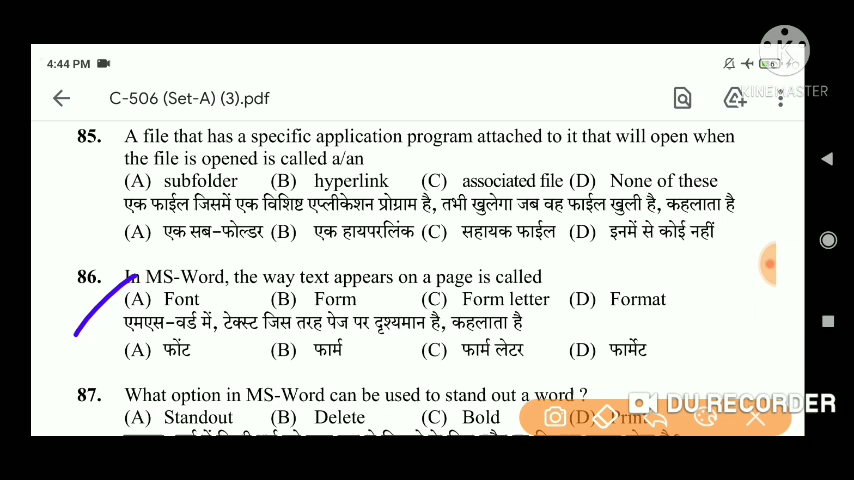 4:44 PM
KINEMASTER
C-506 (Set-A) (3).pdf
85. A file that has a specific application program attached to it that will open when
the file is opened is called a/an
(A) subfolder (B) hyperlink (C) associated file (D) None of these
एक फाईल जिसमें एक विशिष्ट एप्लीकेशन प्रोग्राम है, तभी खुलेगा जब वह फाईल खुली है, कहलाता है
(A) एक सब-फोल्डर (B) एक हायपरलिंक (C) सहायक फाईल (D) इनमें से कोई नहीं
86. In MS-Word, the way text appears on a page is called
(A) Font (B) Form (C) Form letter (D) Format
एमएस-वर्ड में, टेक्स्ट जिस तरह पेज पर दृश्यमान है, कहलाता है
(A) फोंट (B) फार्म (C) फार्म लेटर (D) फार्मेट
87. What option in MS-Word can be used to stand out a word ?
(A) Standout (B) Delete (C) Bold (D) Print
DU RECORDER